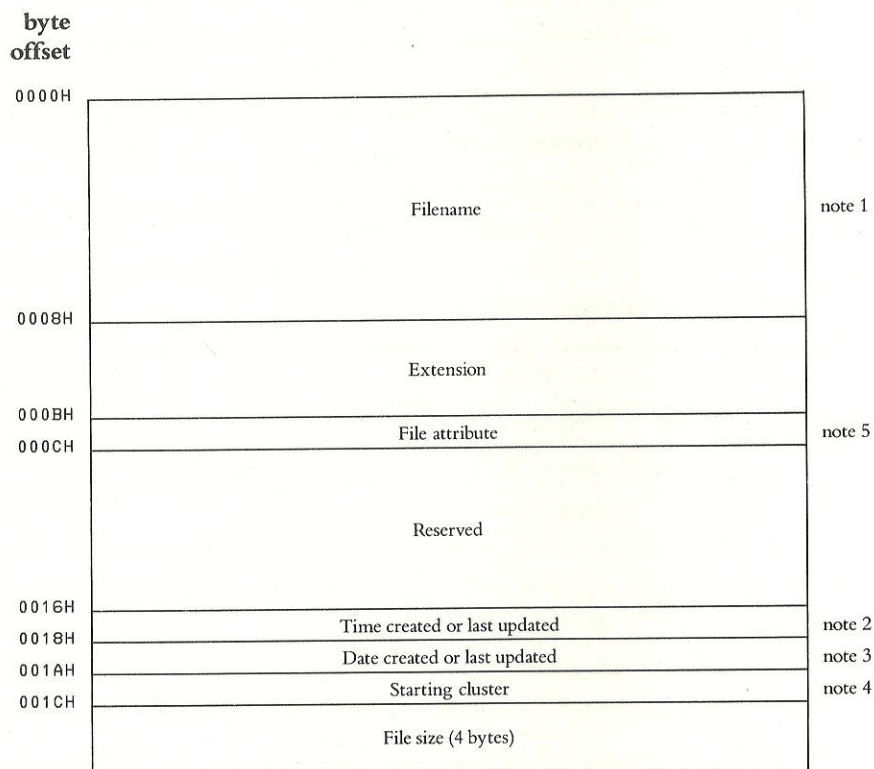 byte
offset
0000H
Filename note 1
0008H
Extension
000BH
File attribute note 5
000CH
Reserved
0016H
Time created or last updated note 2
0018H
Date created or last updated note 3
001AH
Starting cluster note 4
001CH
File size (4 bytes)